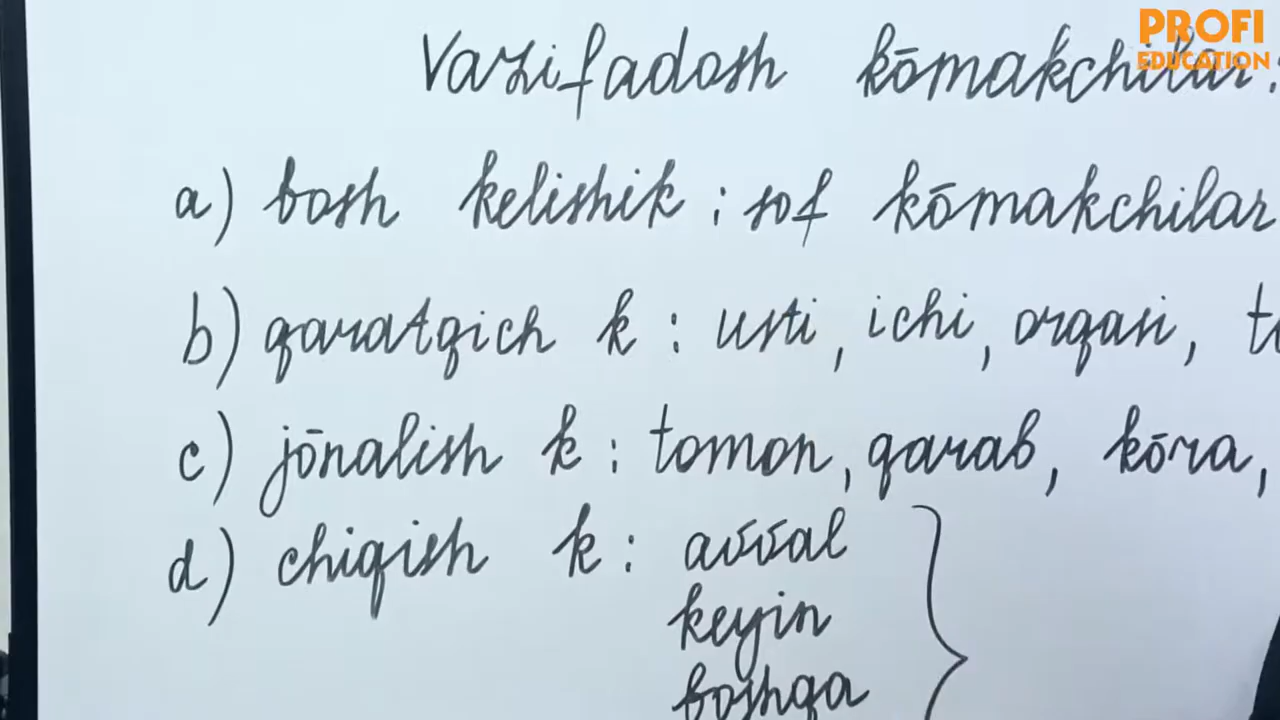 PROFI
EDUCATION
Vazifadosh kōmakchilar:
a) bosh kelishik : sof kōmakchilar
b) qaratqich k : usti, ichi, orqasi,
c) jōnalish k : tomon, qarab, kōra,
d) chiqish k : avval
keyin
boshqa